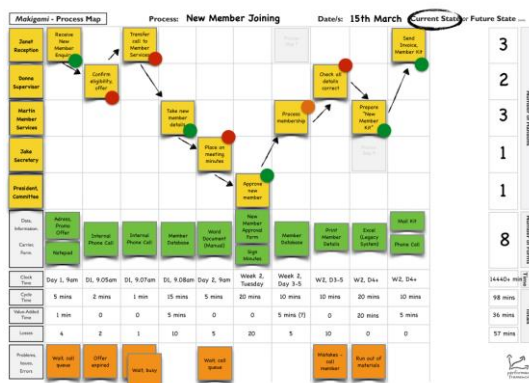 Makigami - Process Map
Process: New Member Joining
Date/s: 15th March
Current State or Future State ....
Janet
Reception
Receive
New
Member
Enquiry
Transfer
call to
Member
Services
Send
Invoice,
Member Kit
3
Donna
Supervisor
Confirm
eligibility,
offer
Check all
details
correct
2
Martin
Member
Services
Take new
member
details
Process
membership
Prepare
"New
Member
Kit"
3
Jake
Secretary
Place on
meeting
minutes
1
President,
Committee
Approve
new
member
1
Data,
Information,
Carrier,
Form
Adress,
Promo
Offer
Notepad
Internal
Phone Call
Internal
Phone Call
Member
Database
Word
Document
(Manual)
New
Member
Approval
Form
Sign
Minutes
Member
Database
Print
Member
Details
Excel
(Legacy
System)
Mail Kit
Phone Call
8
Clock
Time
Day 1, 9am
D1, 9.05am
D1, 9.07am
D1, 9.08am
Day 2, 9am
Week 2,
Tuesday
Week 2,
Day 3-5
W2, D3-5
W2, D4+
W2, D4+
14440+ min
Cycle
Time
5 mins
2 mins
1 min
15 mins
5 mins
20 mins
10 mins
10 mins
20 mins
10 mins
98 mins
Value Added
Time
1 min
0
0
5 mins
0
0
5 mins (?)
0
20 mins
5 mins
36 mins
Losses
4
2
1
10
5
20
5
10
0
0
57 mins
Problems,
Issues,
Errors
Wait, call
queue
Offer
expired
Wait, busy
Wait, call
queue
Mistakes -
call
member
Run out of
materials